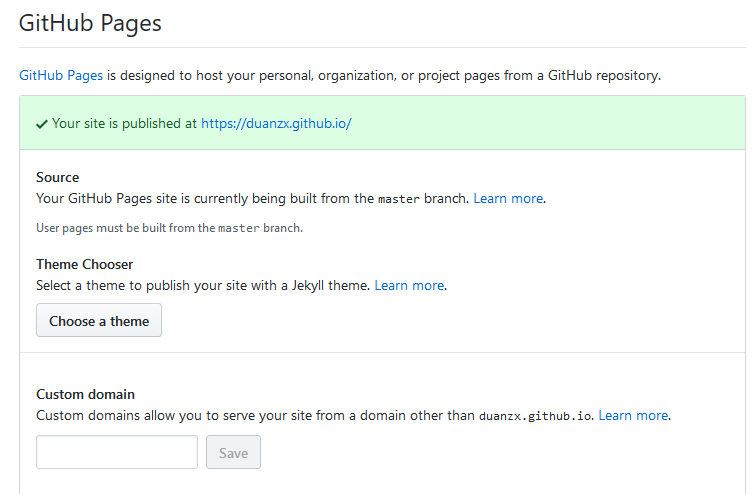 GitHub Pages
GitHub Pages is designed to host your personal, organization, or project pages from a GitHub repository.
Your site is published at https://duanzx.github.io/
Source
Your GitHub Pages site is currently being built from the master branch. Learn more.
User pages must be built from the master branch.
Theme Chooser
Select a theme to publish your site with a Jekyll theme. Learn more.
Choose a theme
Custom domain
Custom domains allow you to serve your site from a domain other than duanzx.github.io. Learn more.
Save